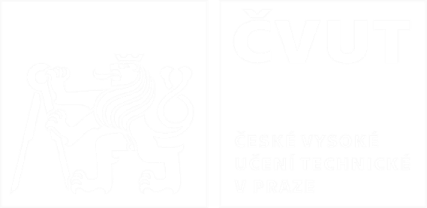 ČVUT
ČESKÉ VYSOKÉ
UČENÍ TECHNICKÉ
V PRAZE